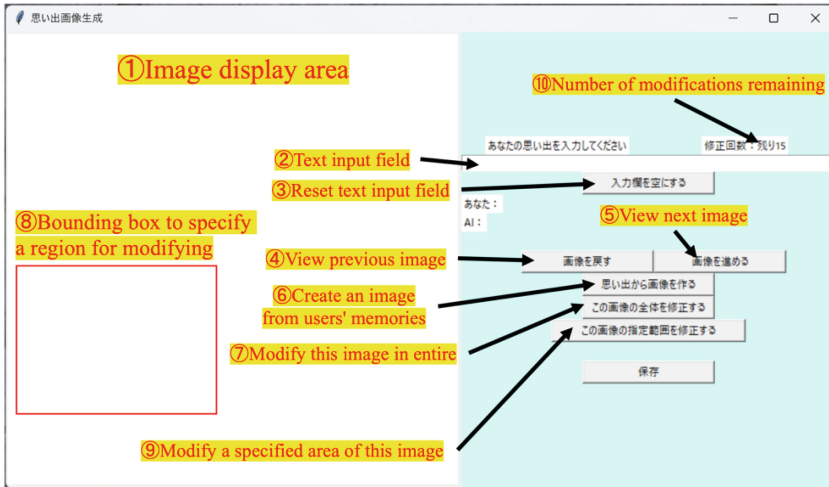 思い出画像生成
①Image display area
⑩Number of modifications remaining
あなたの思い出を入力してください
修正回数：残り15
②Text input field
③Reset text input field
入力欄を空にする
あなた：
AI：
⑤View next image
⑧Bounding box to specify
a region for modifying
④View previous image
画像を戻す
画像を進める
⑥Create an image
from users' memories
思い出から画像を作る
この画像の全体を修正する
⑦Modify this image in entire
この画像の指定範囲を修正する
保存
⑨Modify a specified area of this image